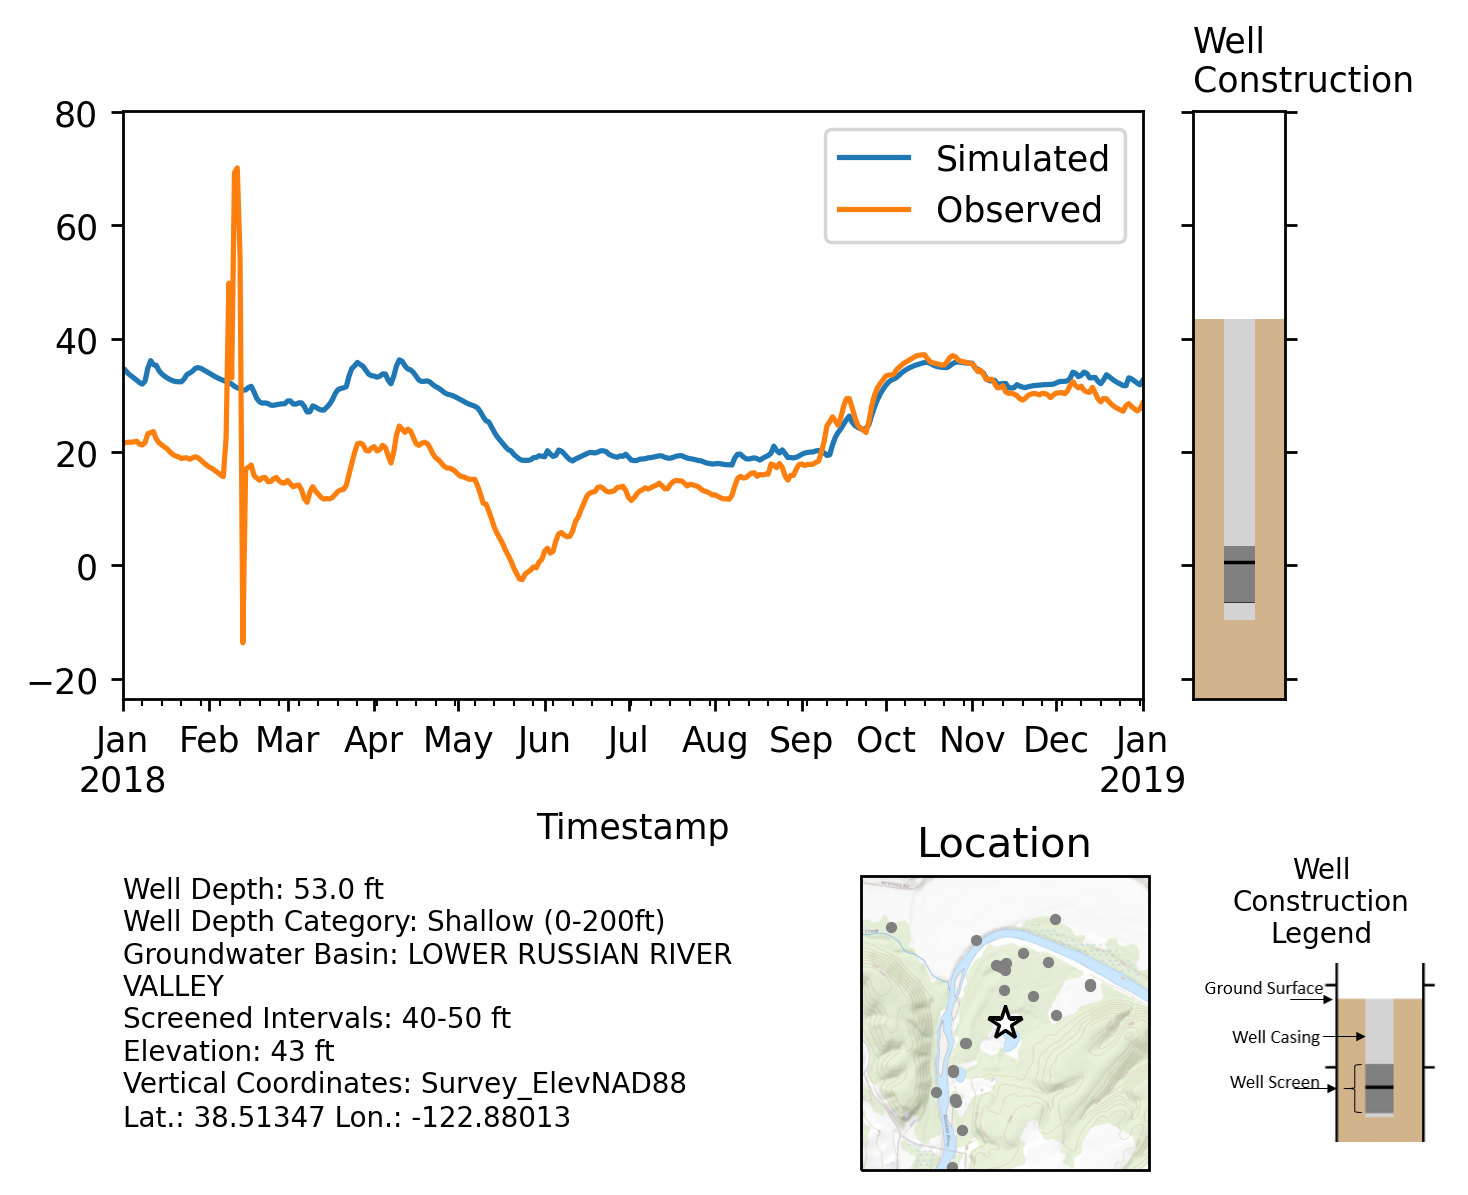 Well
Construction
80
60
40
20
0
−20
Simulated
Observed
Jan Feb Mar Apr May Jun Jul Aug Sep Oct Nov Dec Jan
2018 2019
Timestamp
Location
Well Depth: 53.0 ft
Well Depth Category: Shallow (0-200ft)
Groundwater Basin: LOWER RUSSIAN RIVER
VALLEY
Screened Intervals: 40-50 ft
Elevation: 43 ft
Vertical Coordinates: Survey_ElevNAD88
Lat.: 38.51347 Lon.: -122.88013
Well
Construction
Legend
Ground Surface
Well Casing
Well Screen